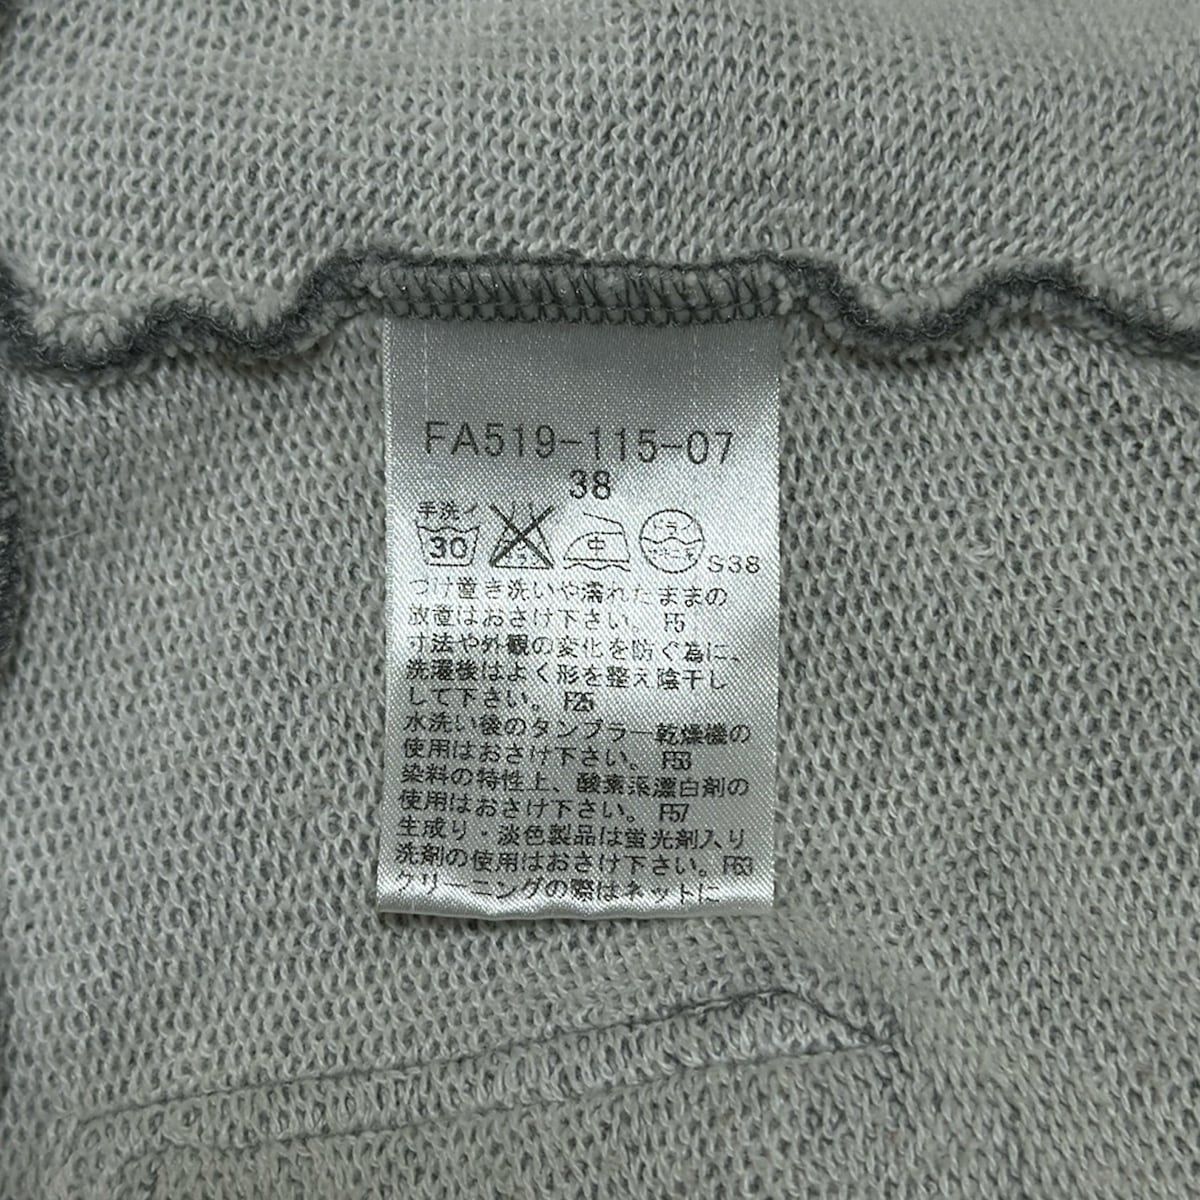 FA519-115-07
38
手洗イ
30 中 ドライ S38
つけ置き洗いや濡れたままの
放置はおさけ下さい。 F5
寸法や外観の変化を防ぐ為に、
洗濯後はよく形を整え陰干し
して下さい。 F25
水洗い後のタンブラー乾燥機の
使用はおさけ下さい。 F53
染料の特性上、酸素系漂白剤の
使用はおさけ下さい。 F57
生成り・淡色製品は蛍光剤入り
洗剤の使用はおさけ下さい。F63
クリーニングの際はネットに